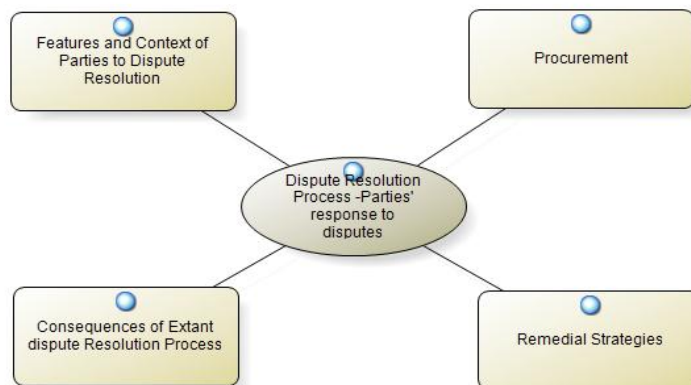 Features and Context of
Parties to Dispute
Resolution
Procurement
Dispute Resolution
Process -Parties'
response to
disputes
Consequences of Extant
dispute Resolution Process
Remedial Strategies